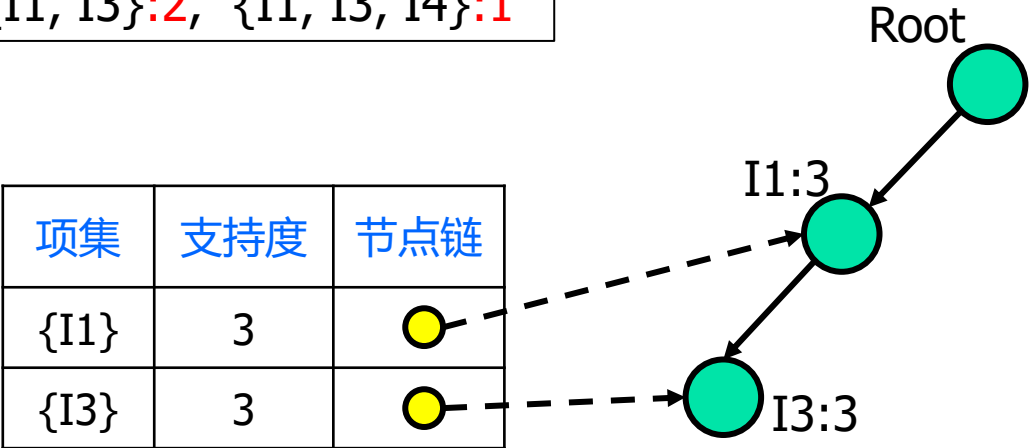 I1, I3}:2, {I1, I3, I4}:1
Root
I1:3
项集 支持度 节点链
{I1} 3
{I3} 3
I3:3